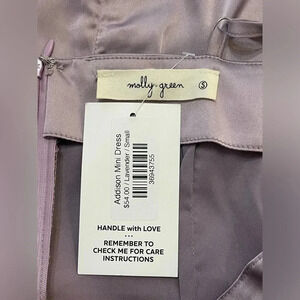 molly green
S
Addison Mini Dress
$54.00 / Lavender / Small
36943755
HANDLE with LOVE
REMEMBER TO
CHECK ME FOR CARE
INSTRUCTIONS